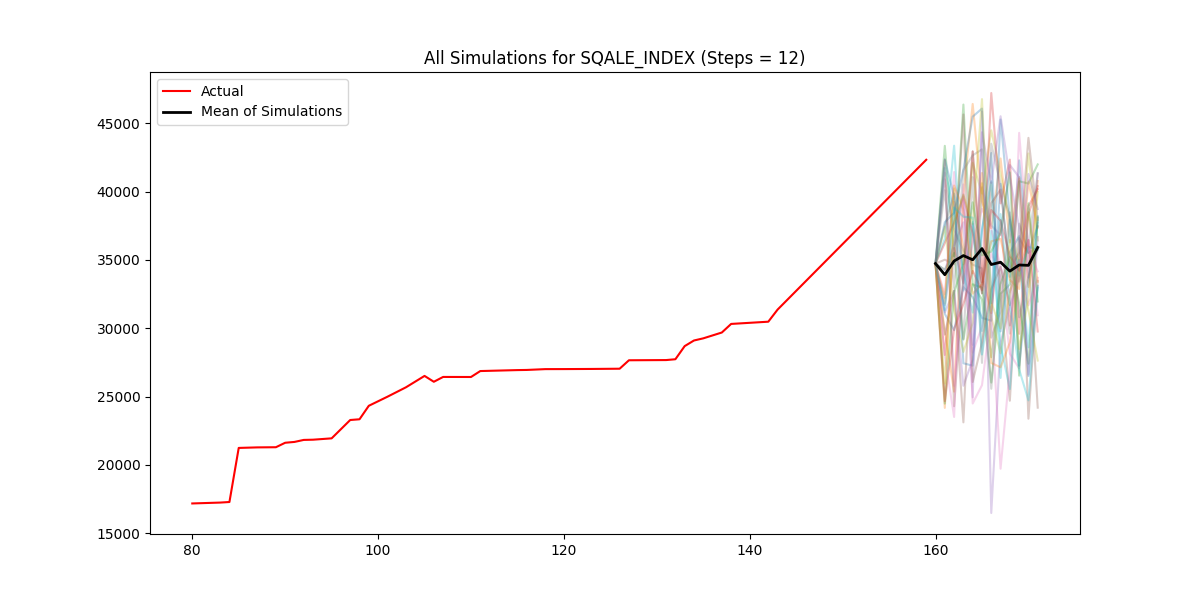 All Simulations for SQALE_INDEX (Steps = 12)
Actual
Mean of Simulations
45000
40000
35000
30000
25000
20000
15000
80 100 120 140 160